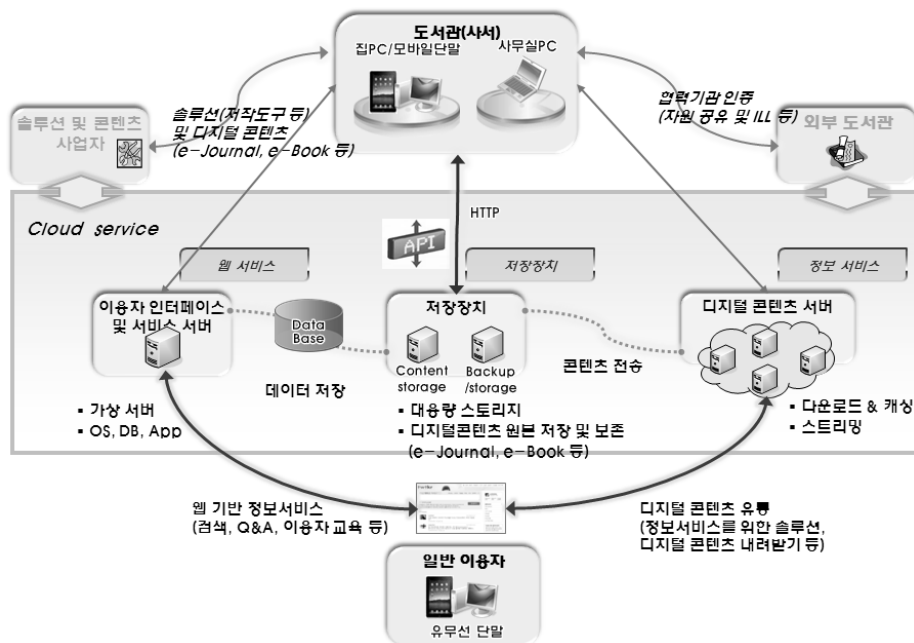 도서관(사서)
집PC/모바일단말
사무실PC
솔루션 및 콘텐츠
사업자
솔루션(저작도구 등)
및 디지털 콘텐츠
(e-Journal, e-Book 등)
협력기관 인증
(자원 공유 및 ILL 등)
외부 도서관
Cloud service
HTTP
API
웹 서비스
저장장치
정보 서비스
이용자 인터페이스
및 서비스 서버
Data
Base
저장장치
Content
storage
Backup
/storage
디지털 콘텐츠 서버
데이터 저장
콘텐츠 전송
▪ 가상 서버
▪ OS, DB, App
▪ 대용량 스토리지
▪ 디지털콘텐츠 원본 저장 및 보존
(e-Journal, e-Book 등)
▪ 다운로드 & 캐싱
▪ 스트리밍
웹 기반 정보서비스
(검색, Q&A, 이용자 교육 등)
디지털 콘텐츠 유통
(정보서비스를 위한 솔루션,
디지털 콘텐츠 내려받기 등)
일반 이용자
유무선 단말